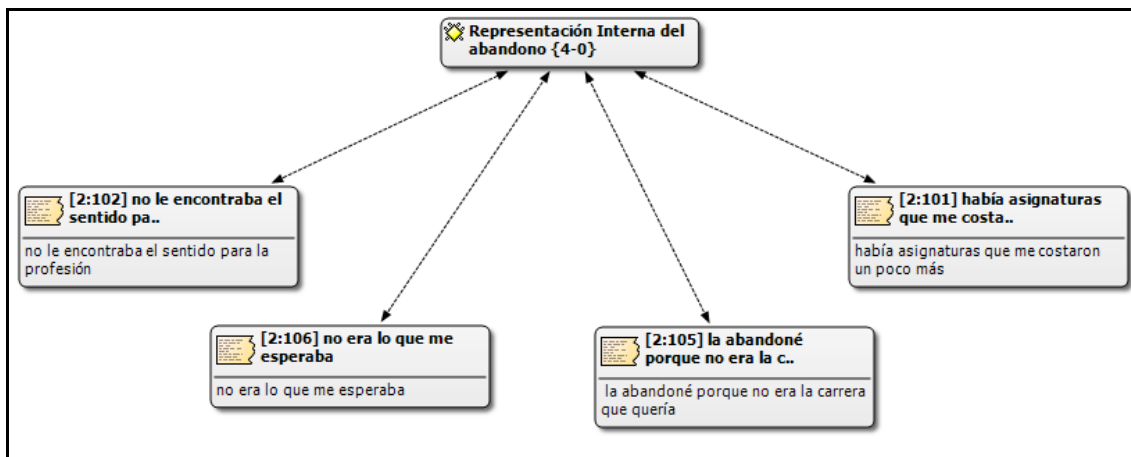 Representación Interna del
abandono {4-0}
[2:102] no le encontraba el
sentido pa..
no le encontraba el sentido para la
profesión
[2:101] había asignaturas
que me costa..
había asignaturas que me costaron
un poco más
[2:106] no era lo que me
esperaba
no era lo que me esperaba
[2:105] la abandoné
porque no era la c..
la abandoné porque no era la carrera
que quería